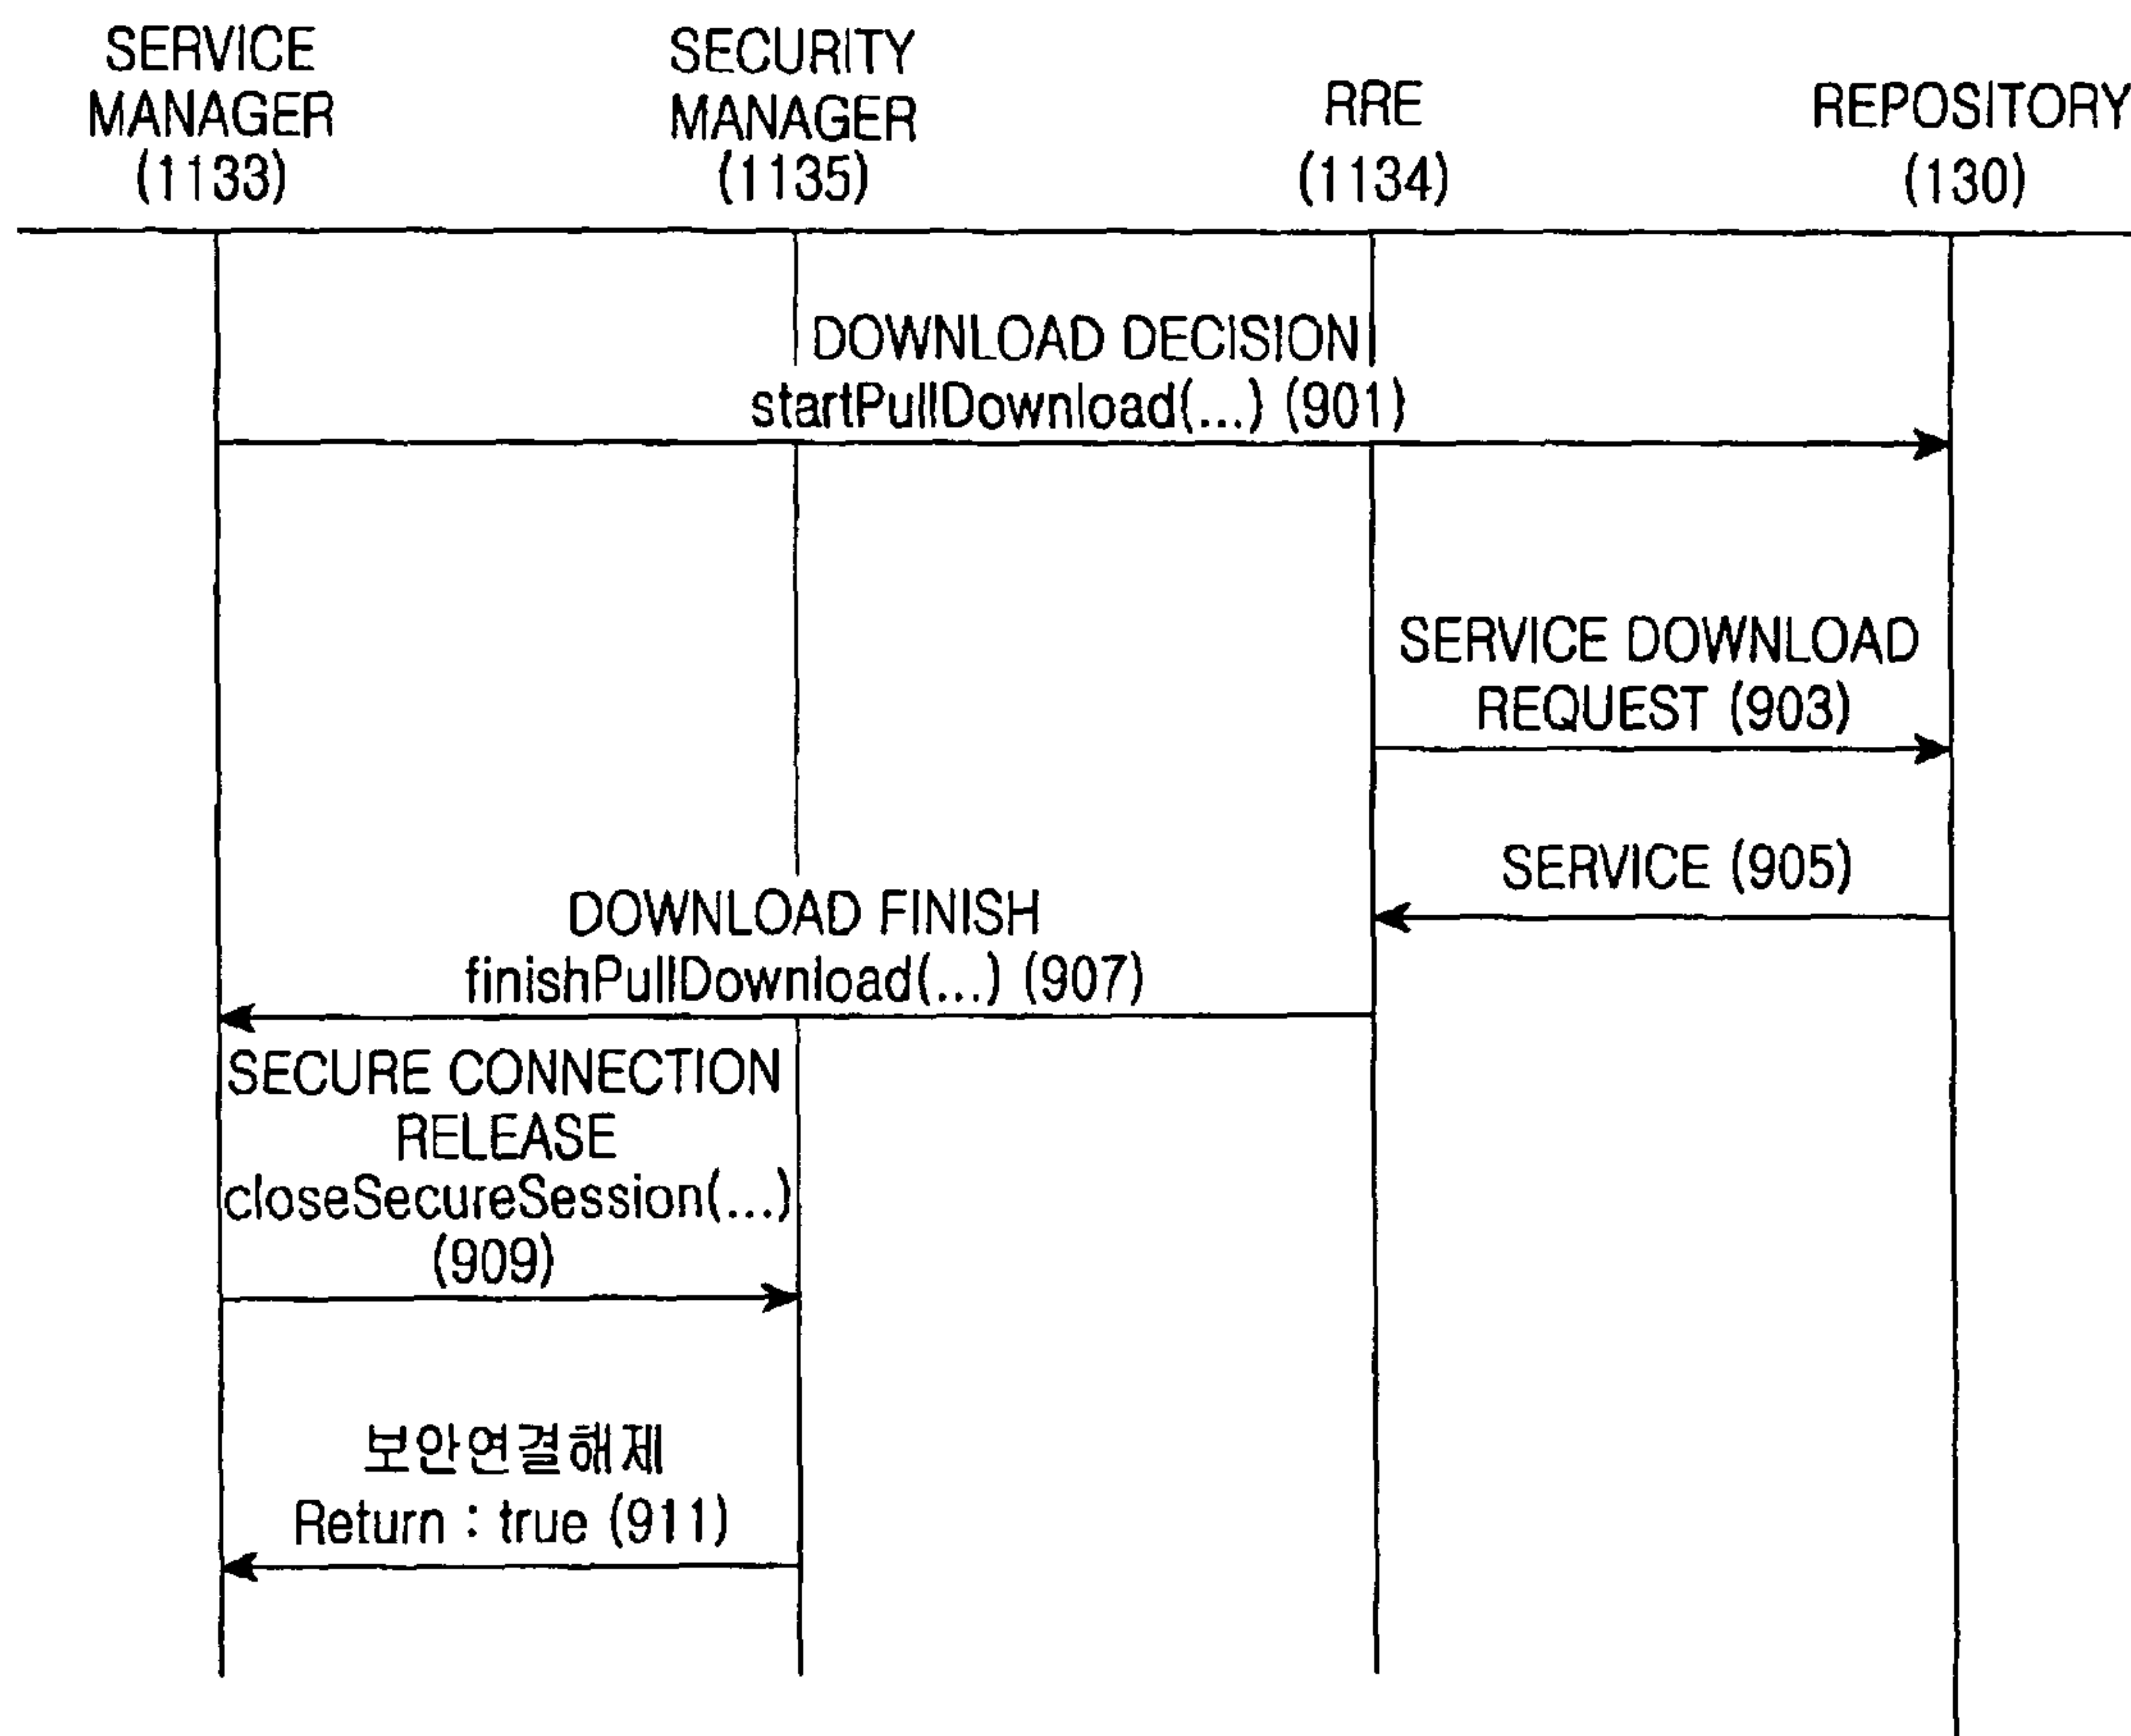 SERVICE
MANAGER
(1133)
SECURITY
MANAGER
(1135)
RRE
(1134)
REPOSITORY
(130)
DOWNLOAD DECISION
startPullDownload(...) (901)
SERVICE DOWNLOAD
REQUEST (903)
SERVICE (905)
DOWNLOAD FINISH
finishPullDownload(...) (907)
SECURE CONNECTION
RELEASE
closeSecureSession(...)
(909)
보안연결해제
Return : true (911)